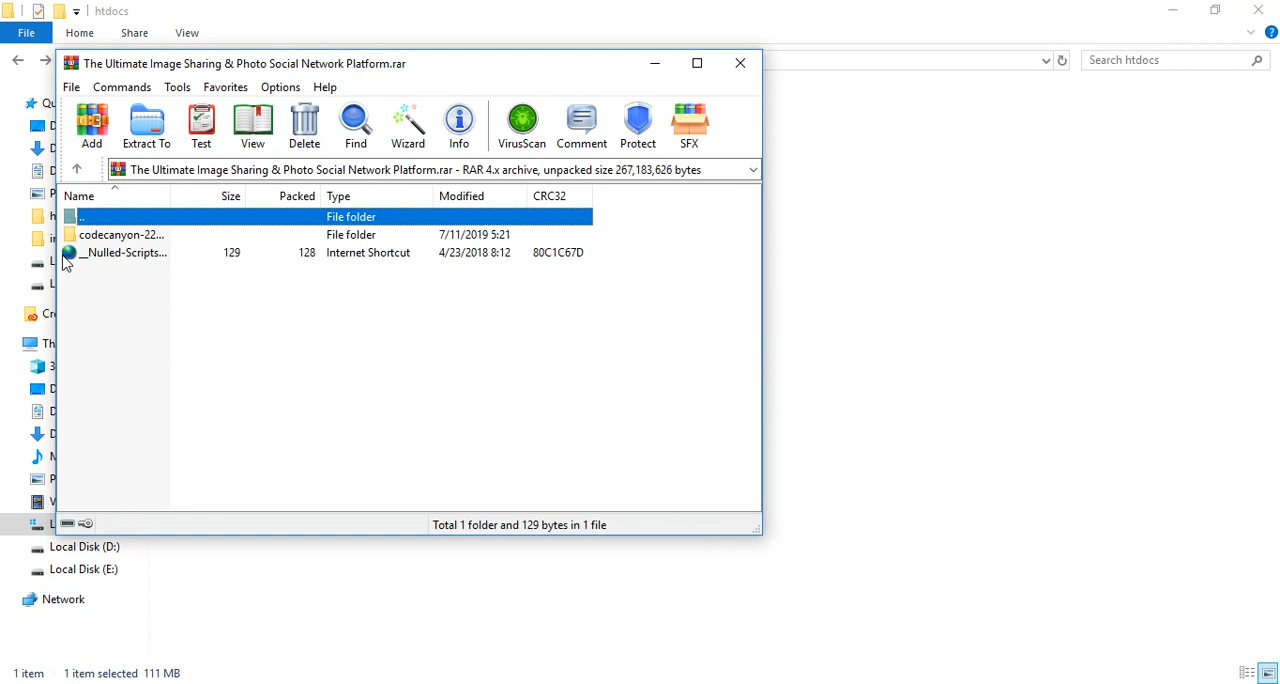 htdocs
File Home Share View
Search htdocs
The Ultimate Image Sharing & Photo Social Network Platform.rar
File Commands Tools Favorites Options Help
Add Extract To Test View Delete Find Wizard Info VirusScan Comment Protect SFX
The Ultimate Image Sharing & Photo Social Network Platform.rar - RAR 4.x archive, unpacked size 267,183,626 bytes
Name Size Packed Type Modified CRC32
.. File folder
codecanyon-22... File folder 7/11/2019 5:21
__Nulled-Scripts... 129 128 Internet Shortcut 4/23/2018 8:12 80C1C67D
Total 1 folder and 129 bytes in 1 file
Local Disk (D:)
Local Disk (E:)
Network
1 item 1 item selected 111 MB